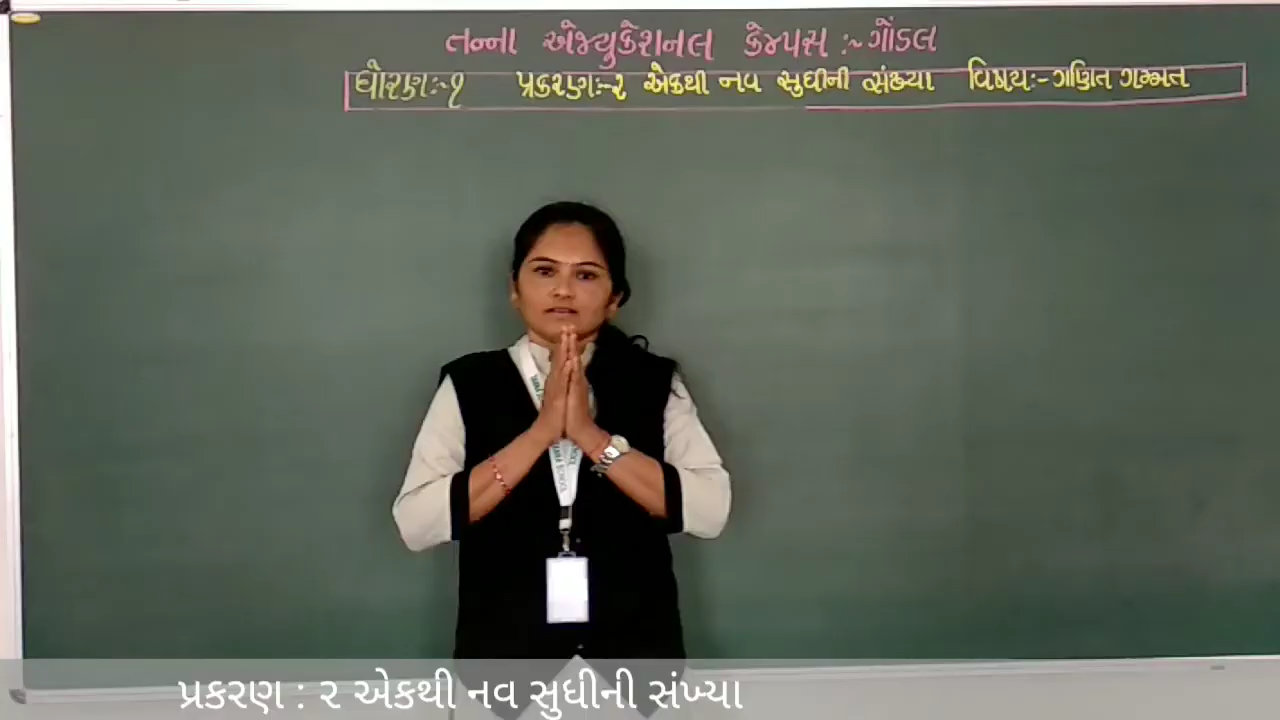 તન્ના એજ્યુકેશનલ કેમ્પસ :~ ગોંડલ
ધોરણ:-૧ પ્રકરણ:-૨ એકથી નવ સુધીની સંખ્યા વિષય:- ગણિત ગમ્મત
પ્રકરણ : ૨ એકથી નવ સુધીની સંખ્યા